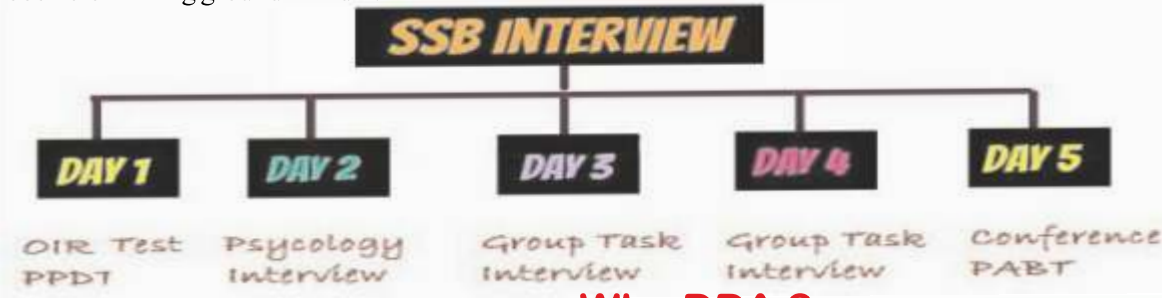 SSB INTERVIEW
DAY 1 DAY 2 DAY 3 DAY 4 DAY 5
OIR Test Psycology Group Task Group Task Conference
PPDT Interview Interview Interview PABT